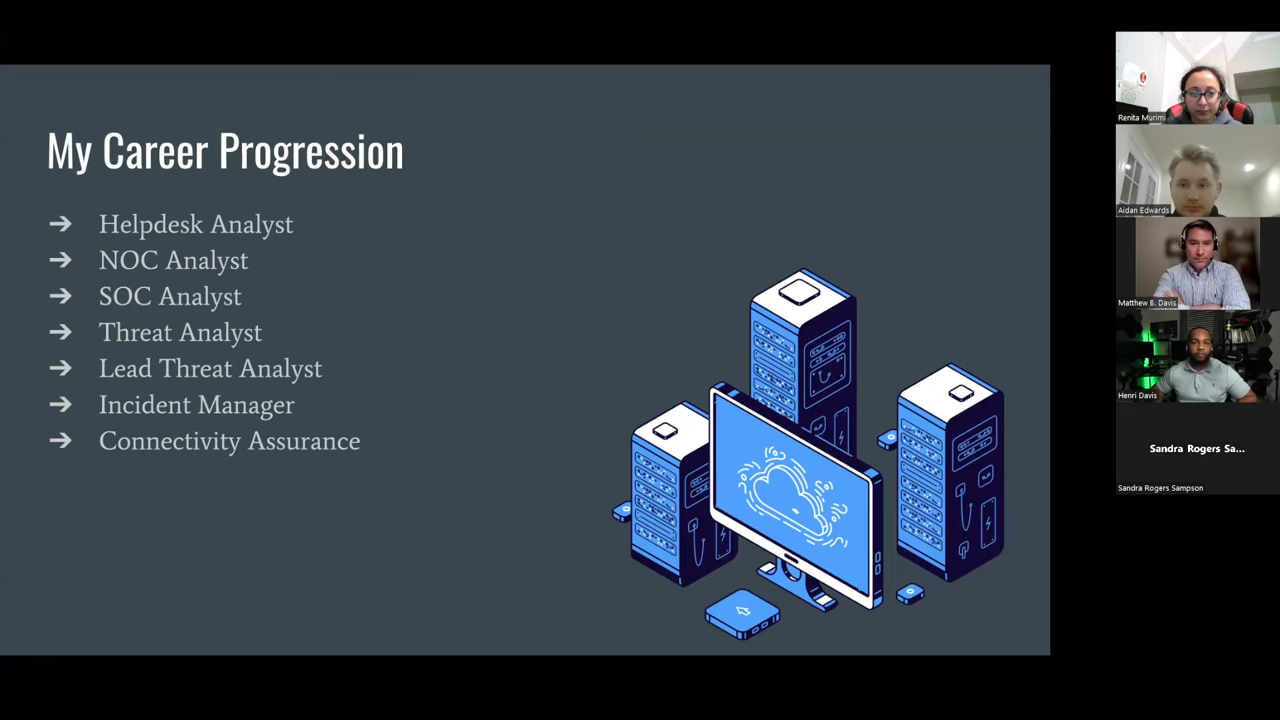 My Career Progression
➔ Helpdesk Analyst
➔ NOC Analyst
➔ SOC Analyst
➔ Threat Analyst
➔ Lead Threat Analyst
➔ Incident Manager
➔ Connectivity Assurance
Renita Murimi
Aidan Edwards
Matthew B. Davis
Henri Davis
Sandra Rogers Sa...
Sandra Rogers Sampson